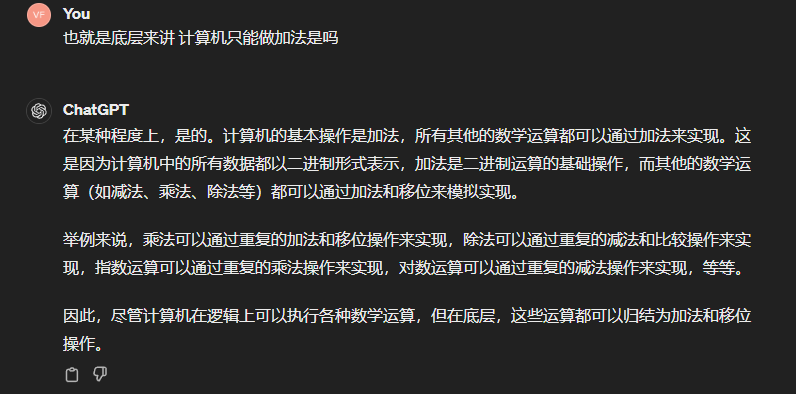 VF
You
也就是底层来讲 计算机只能做加法是吗
ChatGPT
在某种程度上，是的。计算机的基本操作是加法，所有其他的数学运算都可以通过加法来实现。这
是因为计算机中的所有数据都以二进制形式表示，加法是二进制运算的基础操作，而其他的数学运
算（如减法、乘法、除法等）都可以通过加法和移位来模拟实现。
举例来说，乘法可以通过重复的加法和移位操作来实现，除法可以通过重复的减法和比较操作来实
现，指数运算可以通过重复的乘法操作来实现，对数运算可以通过重复的减法操作来实现，等等。
因此，尽管计算机在逻辑上可以执行各种数学运算，但在底层，这些运算都可以归结为加法和移位
操作。